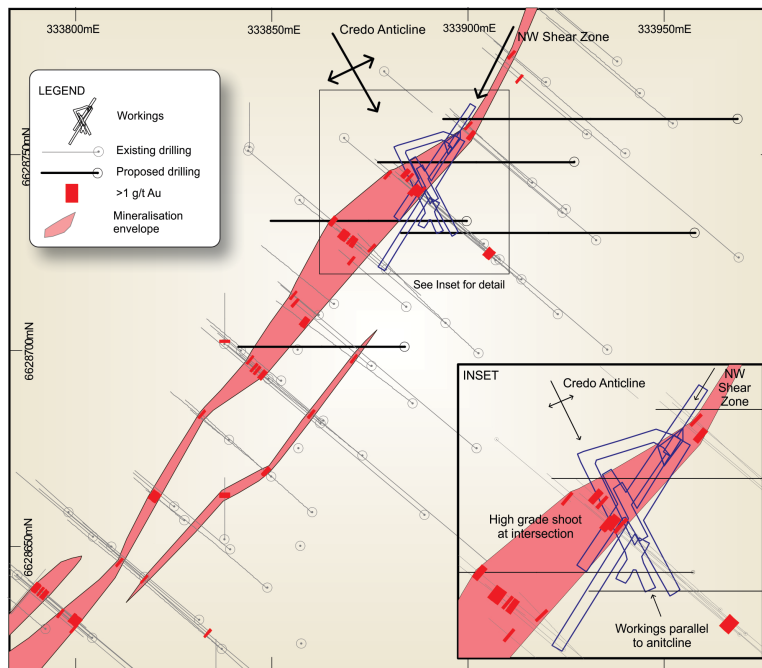 333800mE
333850mE
333900mE
333950mE
Credo Anticline
NW Shear Zone
LEGEND
Workings
Existing drilling
Proposed drilling
>1 g/t Au
Mineralisation
envelope
6628750mN
See Inset for detail
6628700mN
INSET
Credo Anticline
NW
Shear
Zone
High grade shoot
at intersection
6628650mN
Workings parallel
to anitcline